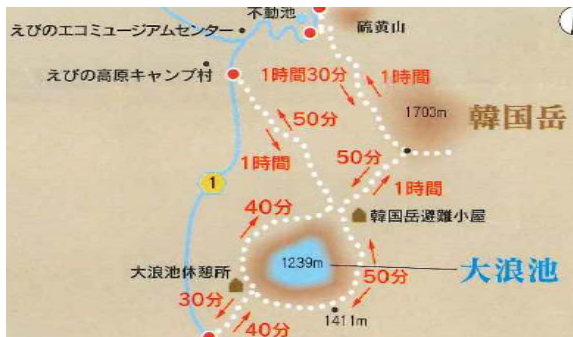 不動池
えびのエコミュージアムセンター
硫黄山
えびの高原キャンプ村
1時間30分
1時間
50分
1703m
韓国岳
1時間
50分
1時間
1
40分
韓国岳避難小屋
1239m
大浪池
大浪池休憩所
50分
30分
1411m
40分